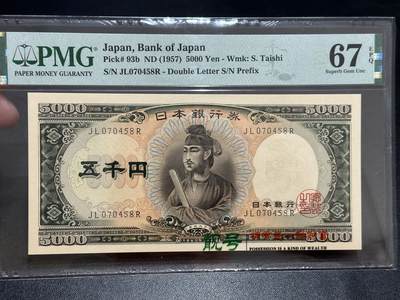 PMG
PAPER MONEY GUARANTY
Japan, Bank of Japan
Pick# 93b ND (1957) 5000 Yen - Wmk: S. Taishi
S/N JL070458R - Double Letter S/N Prefix
67 EPQ
Superb Gem Unc
5000 日本銀行券 5000
JL070458R
JL070458R
五千円
日本銀行
JL070458R
5000
5000
靓号
POSSESSION IS A KIND OF WEALTH